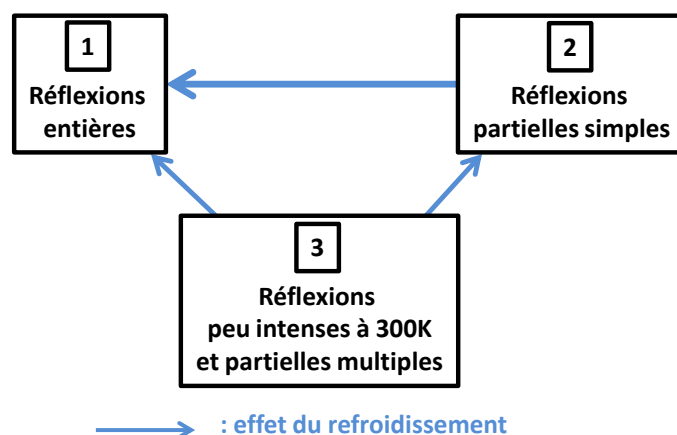 1
Réflexions
entières
2
Réflexions
partielles simples
3
Réflexions
peu intenses à 300K
et partielles multiples
: effet du refroidissement